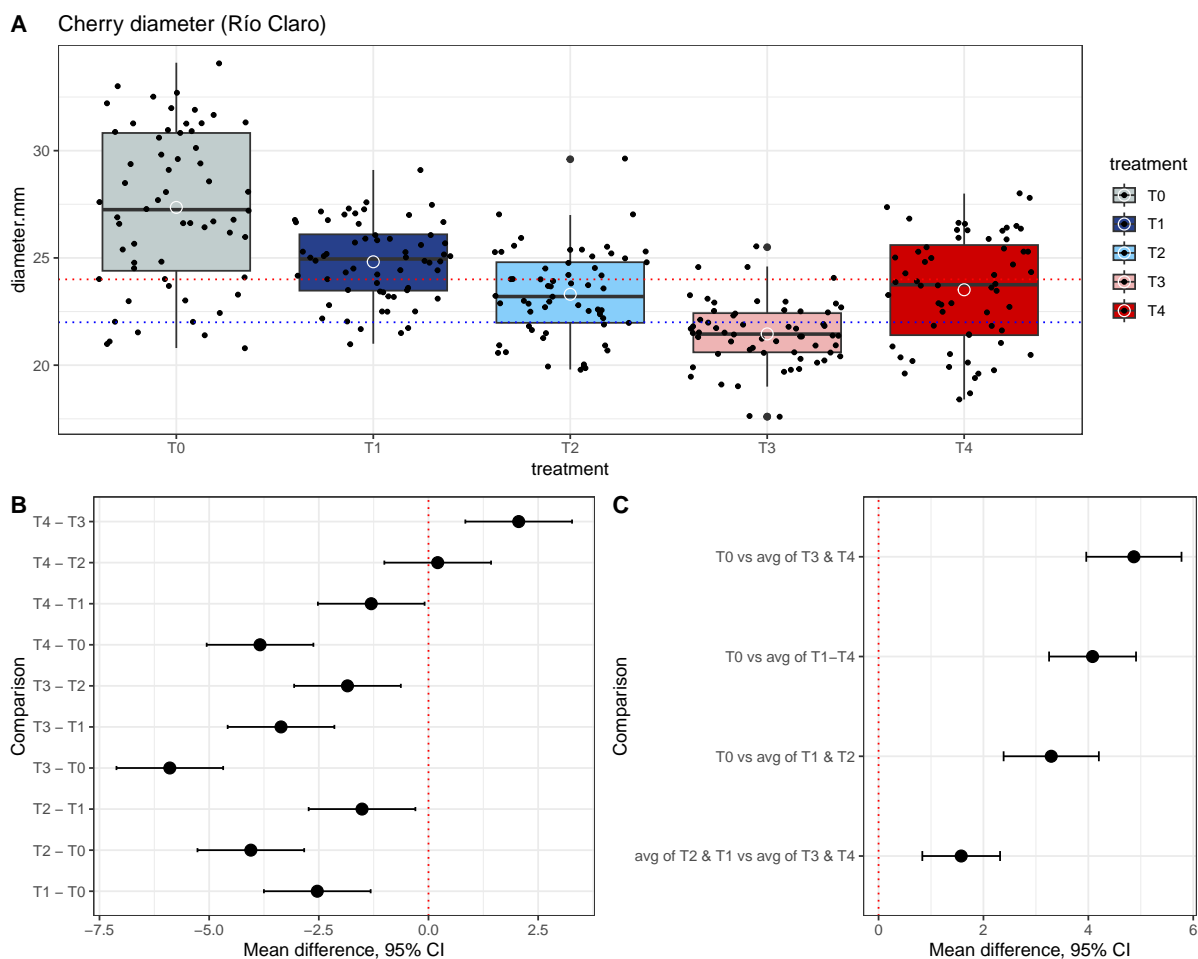 A Cherry diameter (Río Claro)
diameter.mm
30
25
20
T0 T1 T2 T3 T4
treatment
treatment
T0
T1
T2
T3
T4
B
Comparison
T4 − T3
T4 − T2
T4 − T1
T4 − T0
T3 − T2
T3 − T1
T3 − T0
T2 − T1
T2 − T0
T1 − T0
−7.5 −5.0 −2.5 0.0 2.5
Mean difference, 95% CI
C
Comparison
T0 vs avg of T3 & T4
T0 vs avg of T1−T4
T0 vs avg of T1 & T2
avg of T2 & T1 vs avg of T3 & T4
0 2 4 6
Mean difference, 95% CI